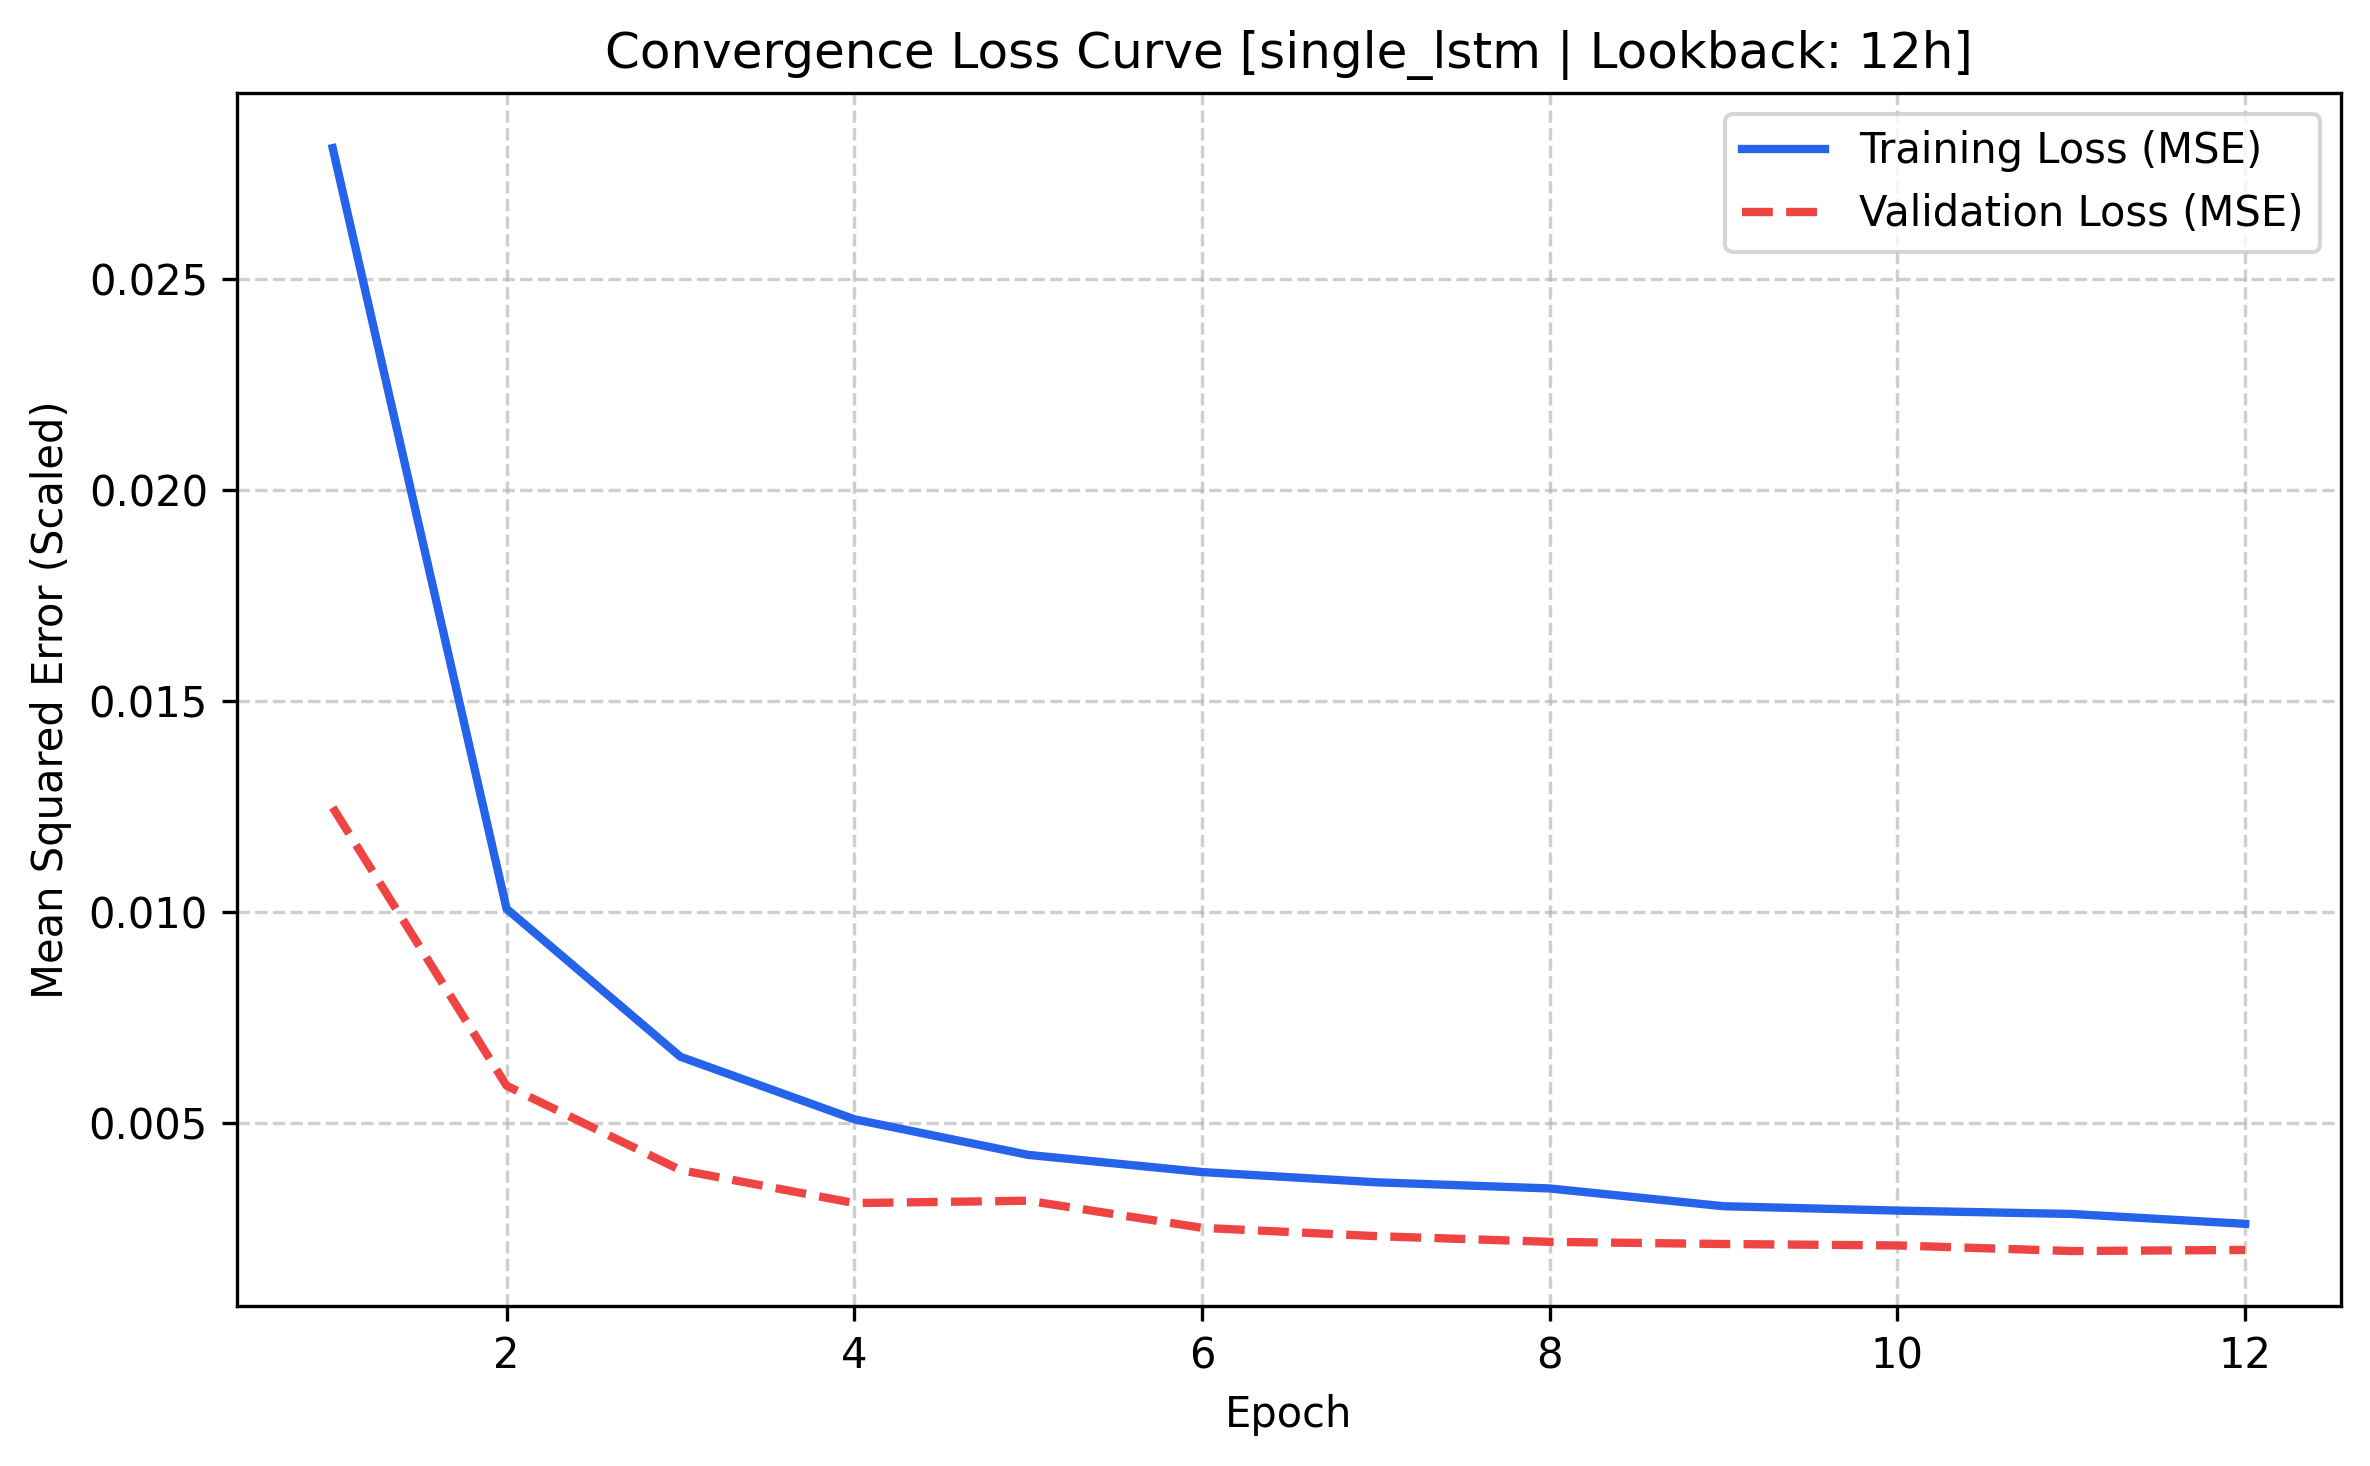 Convergence Loss Curve [single_lstm | Lookback: 12h]
Training Loss (MSE)
Validation Loss (MSE)
Mean Squared Error (Scaled)
0.025
0.020
0.015
0.010
0.005
2 4 6 8 10 12
Epoch